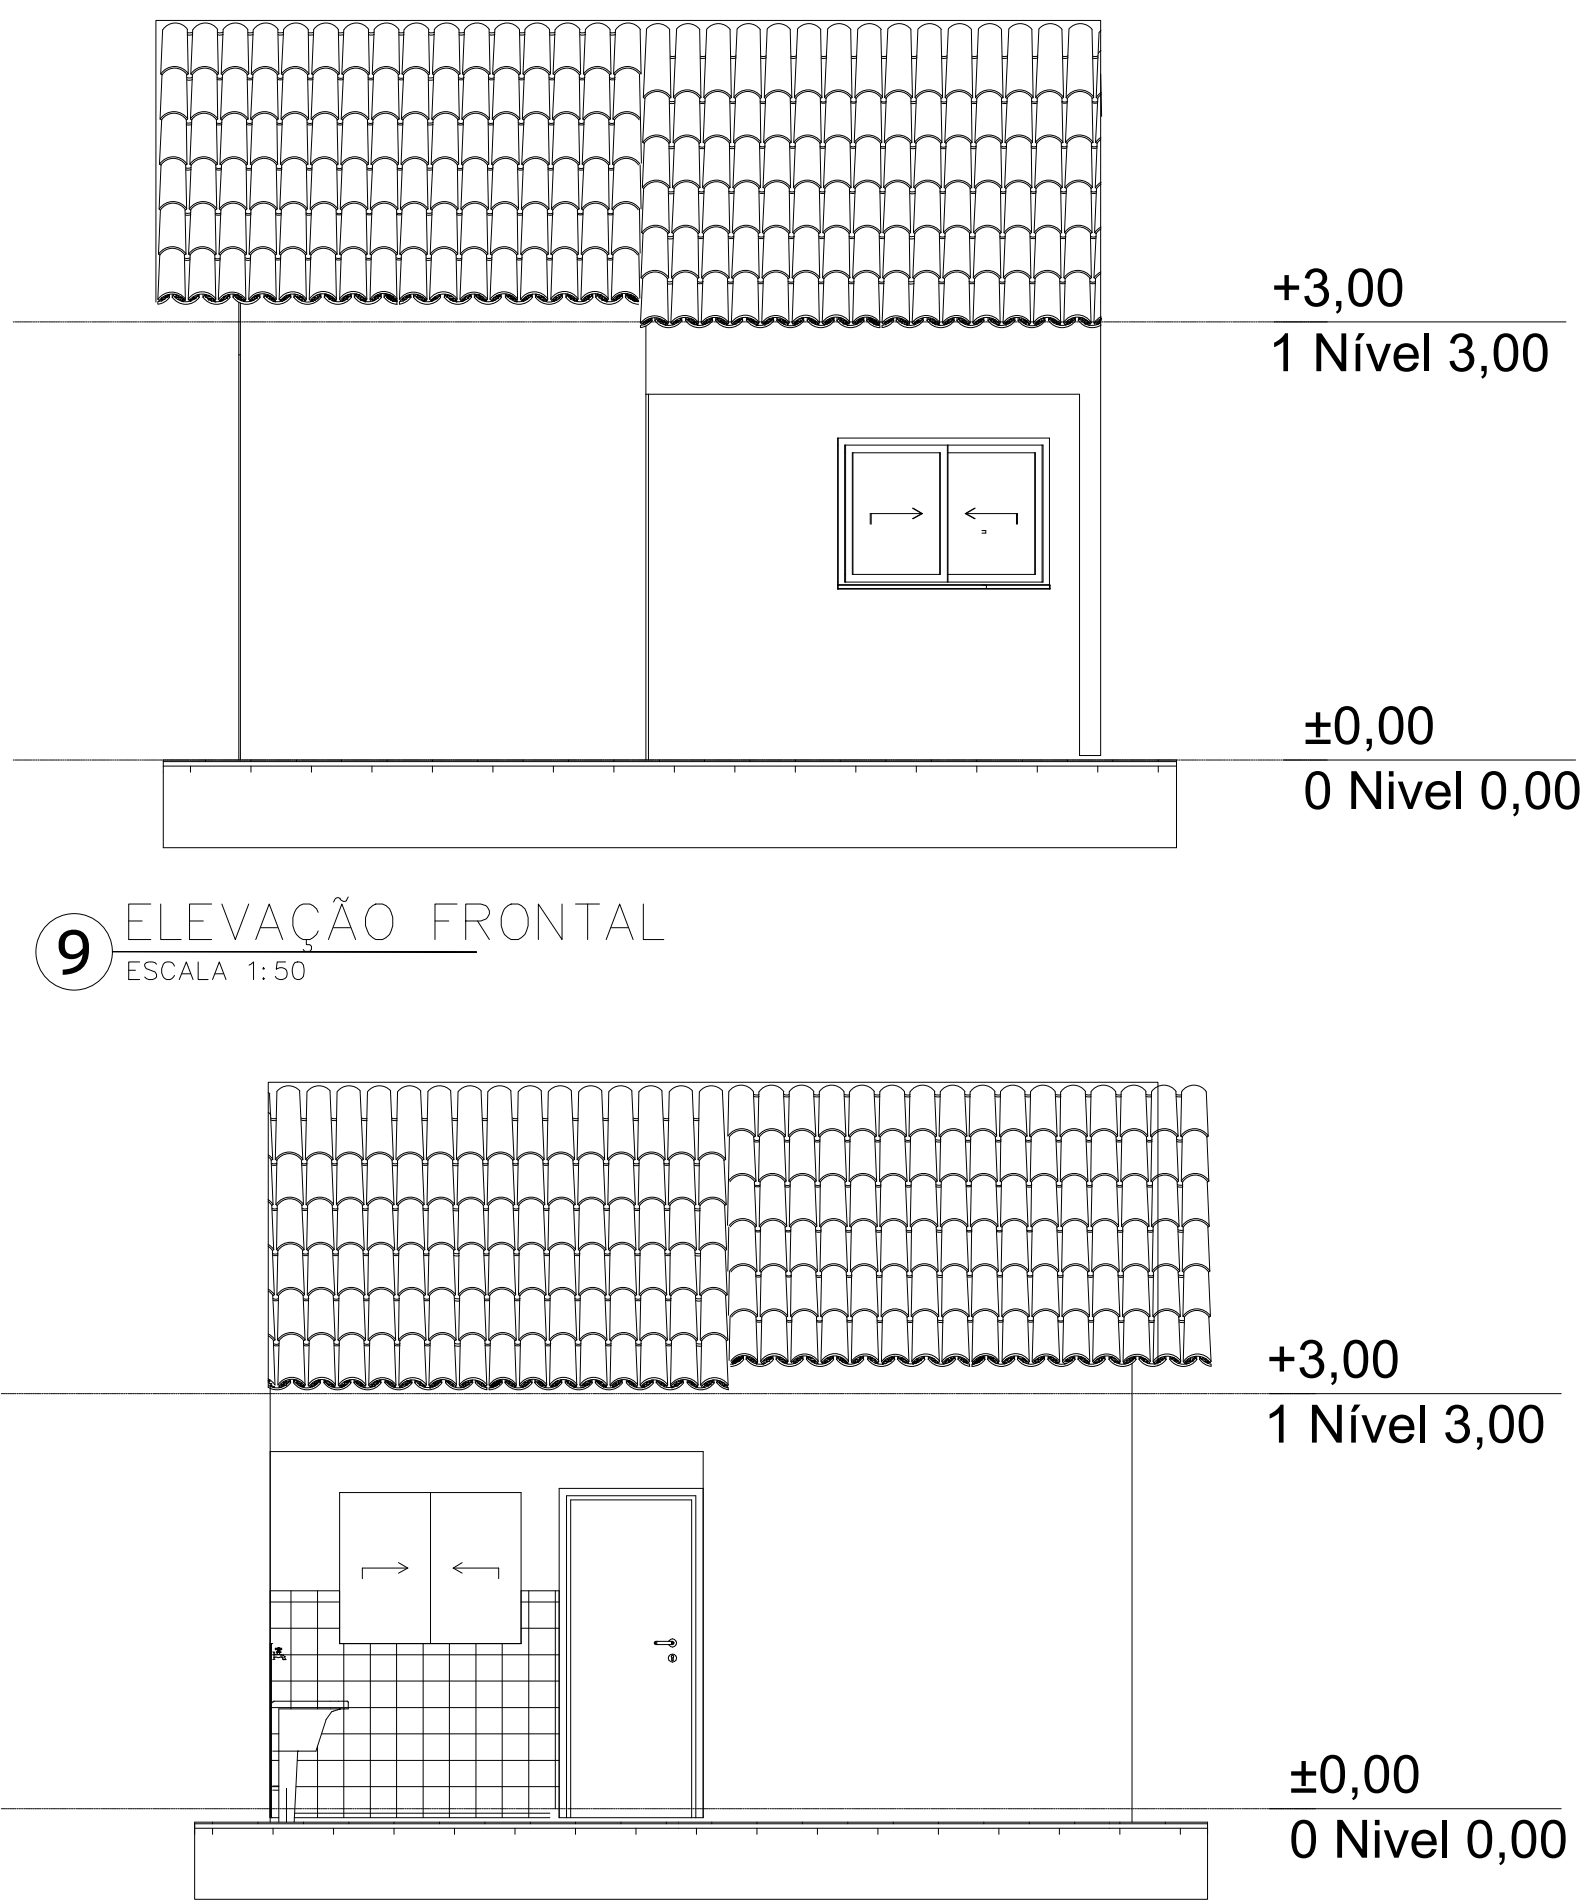 +3,00
1 Nível 3,00
±0,00
0 Nivel 0,00
9
ELEVAÇÃO FRONTAL
ESCALA 1:50
+3,00
1 Nível 3,00
±0,00
0 Nivel 0,00